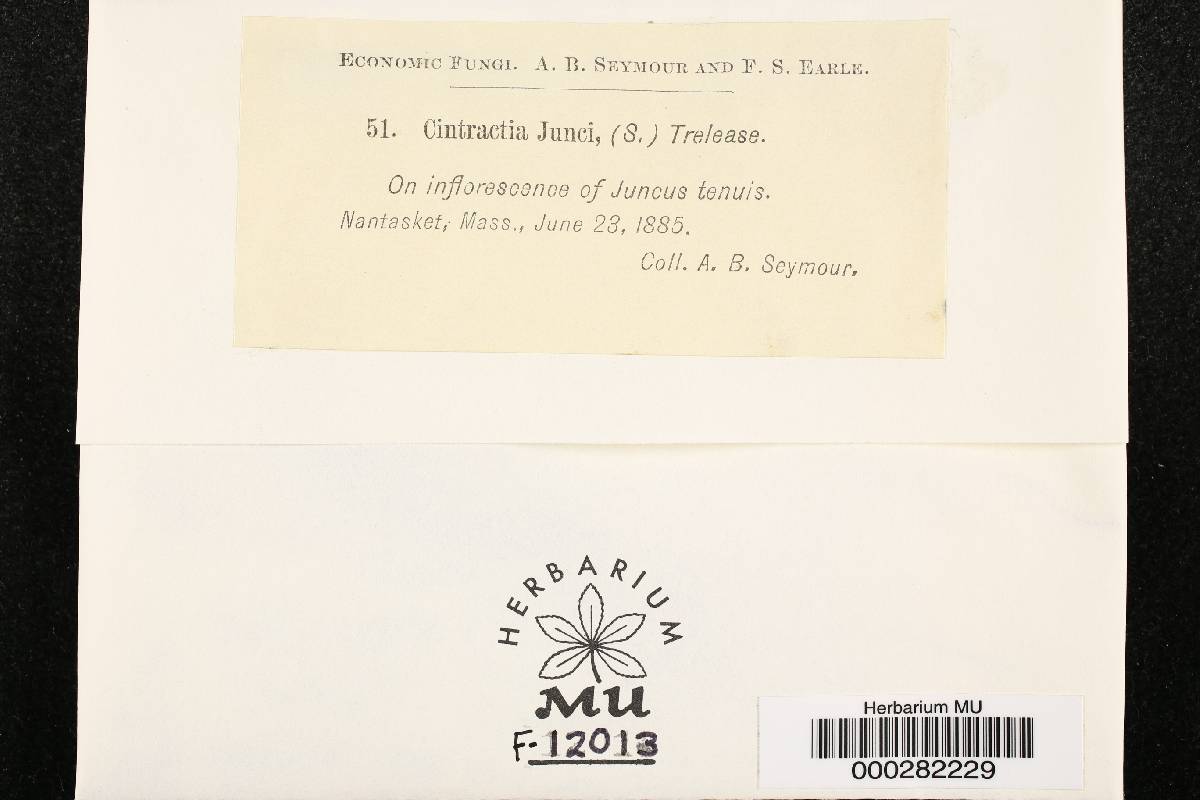 ECONOMIC FUNGI. A. B. SEYMOUR AND F. S. EARLE.
51. Cintractia Junci, (S.) Trelease.
On inflorescence of Juncus tenuis.
Nantasket, Mass., June 23, 1885.
Coll. A. B. Seymour.
HERBARIUM
MU
F-12013
Herbarium MU
000282229